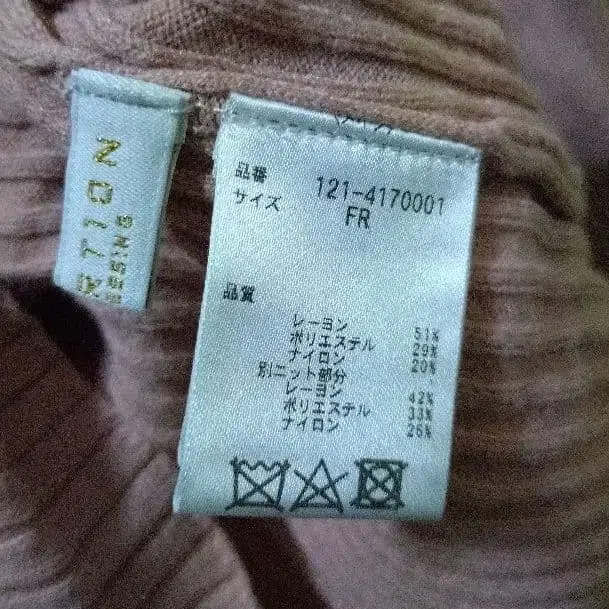 RTION
ESSING
品番 121-4170001
サイズ FR
品質
レーヨン 51%
ポリエステル 29%
ナイロン 20%
別ニット部分
レーヨン 42%
ポリエステル 33%
ナイロン 25%